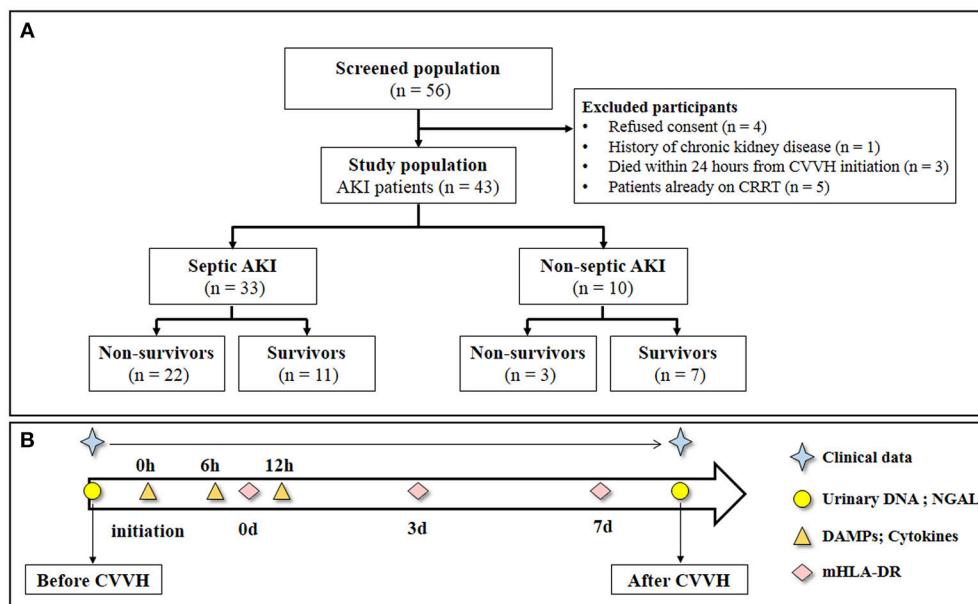 A
Screened population
(n = 56)
Excluded participants
• Refused consent (n = 4)
• History of chronic kidney disease (n = 1)
• Died within 24 hours from CVVH initiation (n = 3)
• Patients already on CRRT (n = 5)
Study population
AKI patients (n = 43)
Septic AKI
(n = 33)
Non-septic AKI
(n = 10)
Non-survivors
(n = 22)
Survivors
(n = 11)
Non-survivors
(n = 3)
Survivors
(n = 7)
B
0h 6h 12h
initiation 0d 3d 7d
Before CVVH
After CVVH
Clinical data
Urinary DNA ; NGAL
DAMPs; Cytokines
mHLA-DR